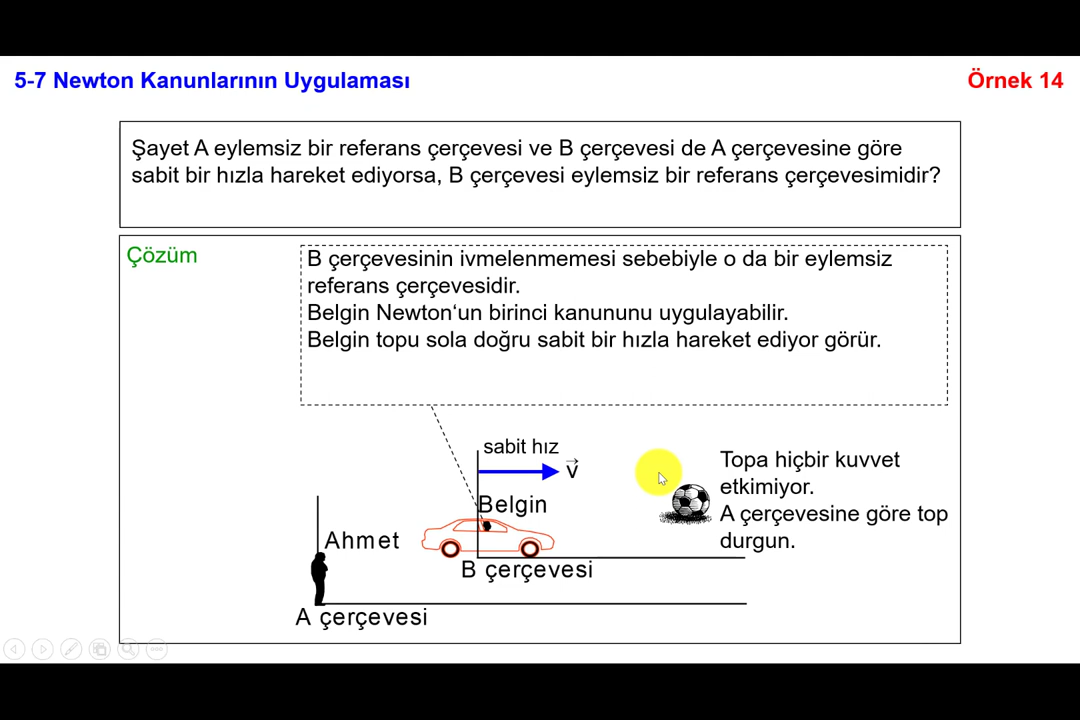 5-7 Newton Kanunlarının Uygulaması
Örnek 14
Şayet A eylemsiz bir referans çerçevesi ve B çerçevesi de A çerçevesine göre
sabit bir hızla hareket ediyorsa, B çerçevesi eylemsiz bir referans çerçevesimidir?
Çözüm
B çerçevesinin ivmelenmemesi sebebiyle o da bir eylemsiz
referans çerçevesidir.
Belgin Newton‘un birinci kanununu uygulayabilir.
Belgin topu sola doğru sabit bir hızla hareket ediyor görür.
sabit hız
v
Belgin
Ahmet
B çerçevesi
A çerçevesi
Topa hiçbir kuvvet
etkimiyor.
A çerçevesine göre top
durgun.